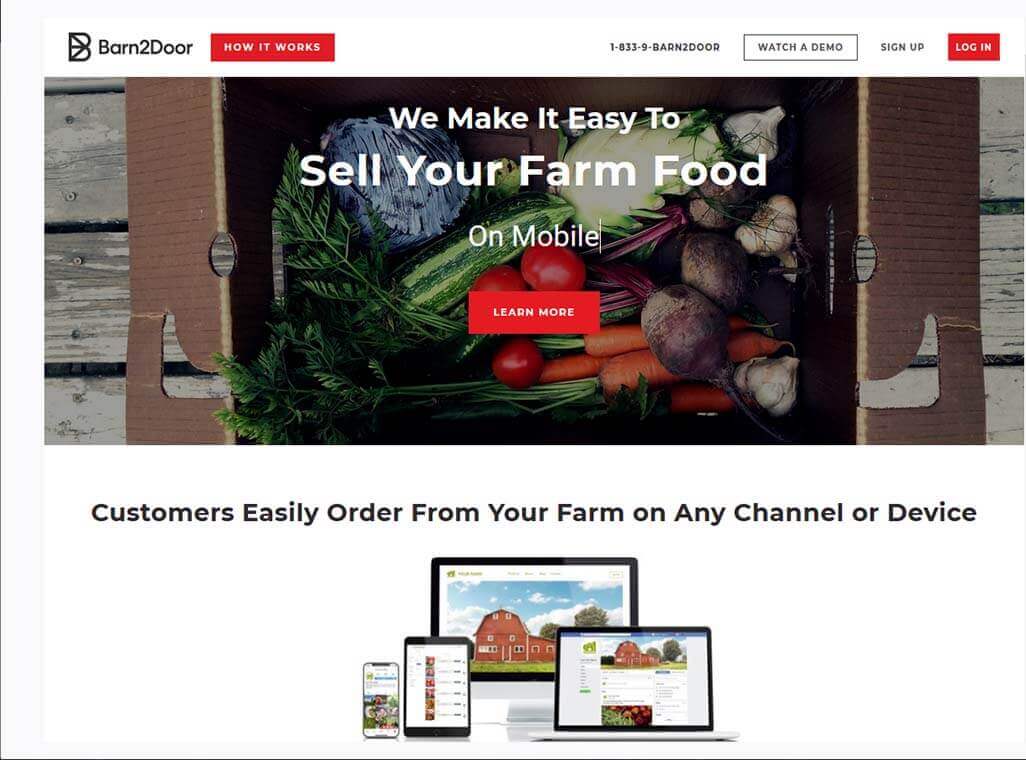 Barn2Door
HOW IT WORKS
1-833-9-BARN2DOOR
WATCH A DEMO
SIGN UP
LOG IN
We Make It Easy To
Sell Your Farm Food
On Mobile
LEARN MORE
Customers Easily Order From Your Farm on Any Channel or Device